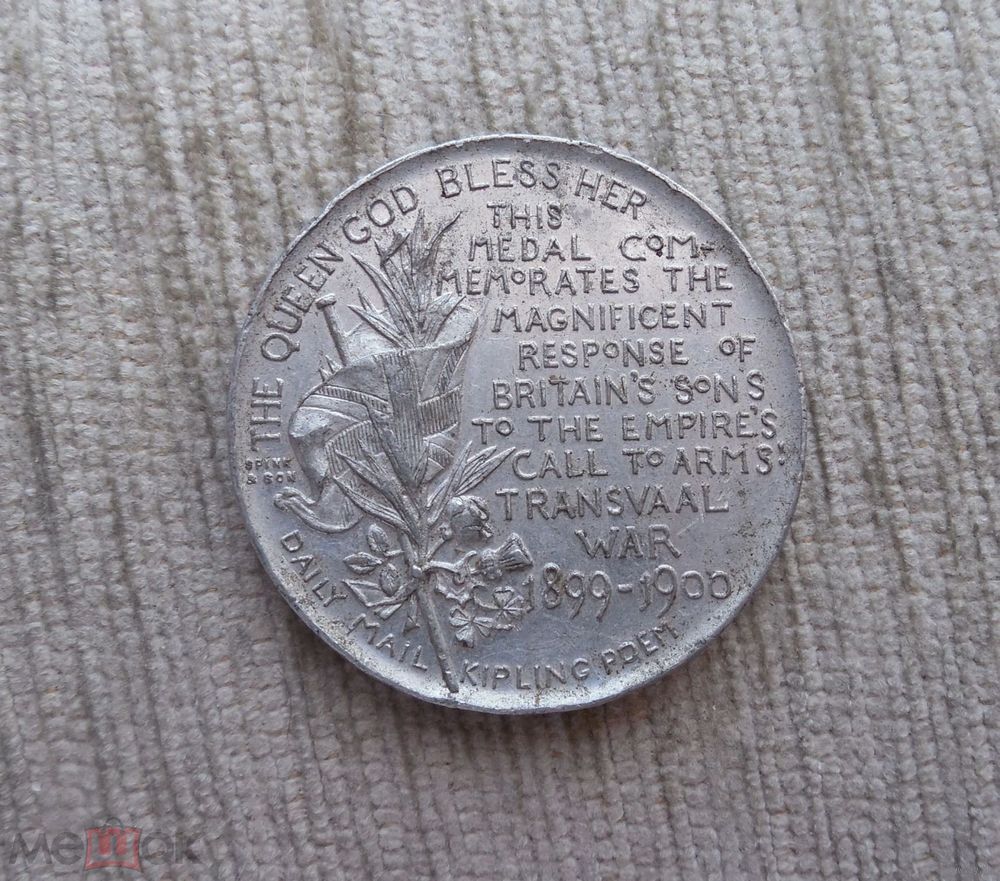 THE QUEEN GOD BLESS HER
THIS
MEDAL COM-
MEMORATES THE
MAGNIFICENT
RESPONSE OF
BRITAIN'S SONS
TO THE EMPIRE'S
CALL TO ARMS:
TRANSVAAL
WAR
1899-1900
SPINK
& SON
DAILY MAIL KIPLING POEM
мешок